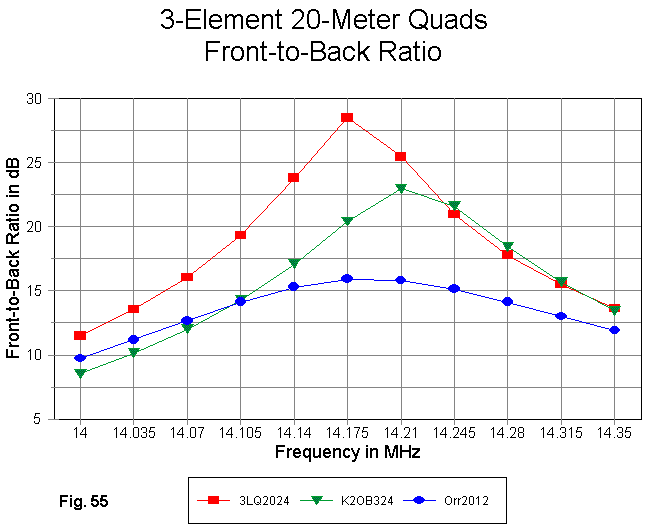 3-Element 20-Meter Quads
Front-to-Back Ratio
Front-to-Back Ratio in dB
30
25
20
15
10
5
14 14.035 14.07 14.105 14.14 14.175 14.21 14.245 14.28 14.315 14.35
Frequency in MHz
Fig. 55
3LQ2024 K2OB324 Orr2012